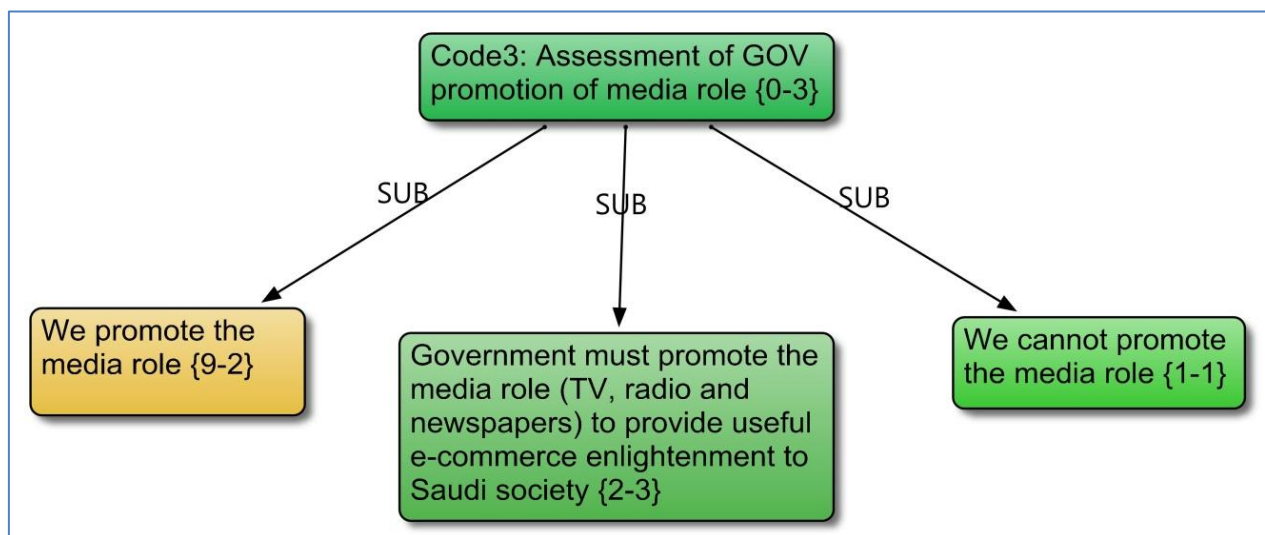 Code3: Assessment of GOV
promotion of media role {0-3}
SUB
SUB
SUB
We promote the
media role {9-2}
Government must promote the
media role (TV, radio and
newspapers) to provide useful
e-commerce enlightenment to
Saudi society {2-3}
We cannot promote
the media role {1-1}